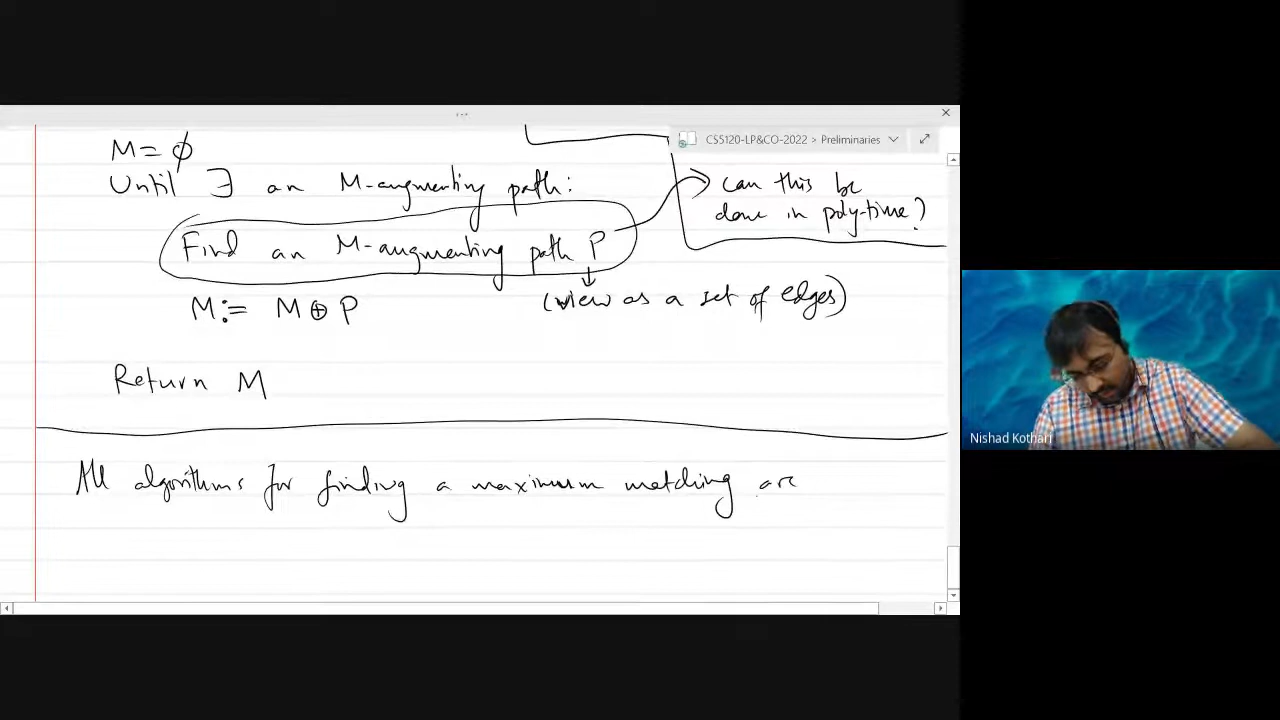 CS5120-LP&CO-2022 > Preliminaries
M = ϕ
Until ∃ an M-augmenting path:
can this be
done in poly-time?
Find an M-augmenting path P
(view as a set of edges)
M := M ⊕ P
Return M
All algorithms for finding a maximum matching are
Nishad Kothari